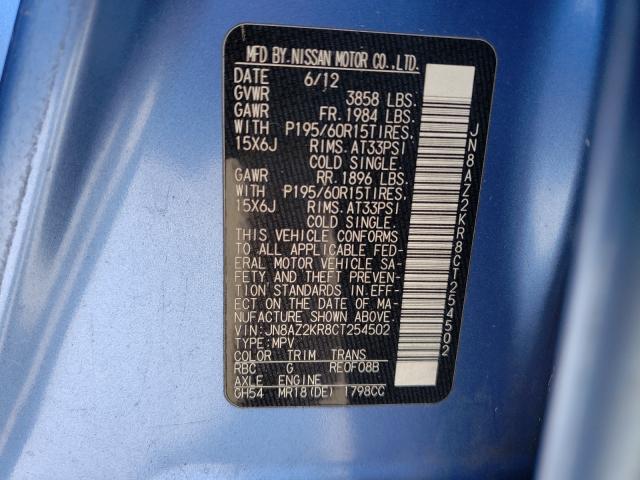 MFD BY.NISSAN MOTOR CO.,LTD.
DATE 6/12
GVWR 3858 LBS.
GAWR FR.1984 LBS.
WITH P195/60R15TIRES.
15X6J RIMS.AT33PSI
COLD SINGLE.
GAWR RR.1896 LBS.
WITH P195/60R15TIRES.
15X6J RIMS.AT33PSI
COLD SINGLE.
THIS VEHICLE CONFORMS
TO ALL APPLICABLE FED-
ERAL MOTOR VEHICLE SA-
FETY AND THEFT PREVEN-
TION STANDARDS IN EFF-
ECT ON THE DATE OF MA-
NUFACTURE SHOWN ABOVE.
VIN:JN8AZ2KR8CT254502
TYPE:MPV
COLOR TRIM TRANS
RBC G RE0F08B
AXLE ENGINE
GH54 MR18(DE) 1798CC
JN8AZ2KR8CT254502